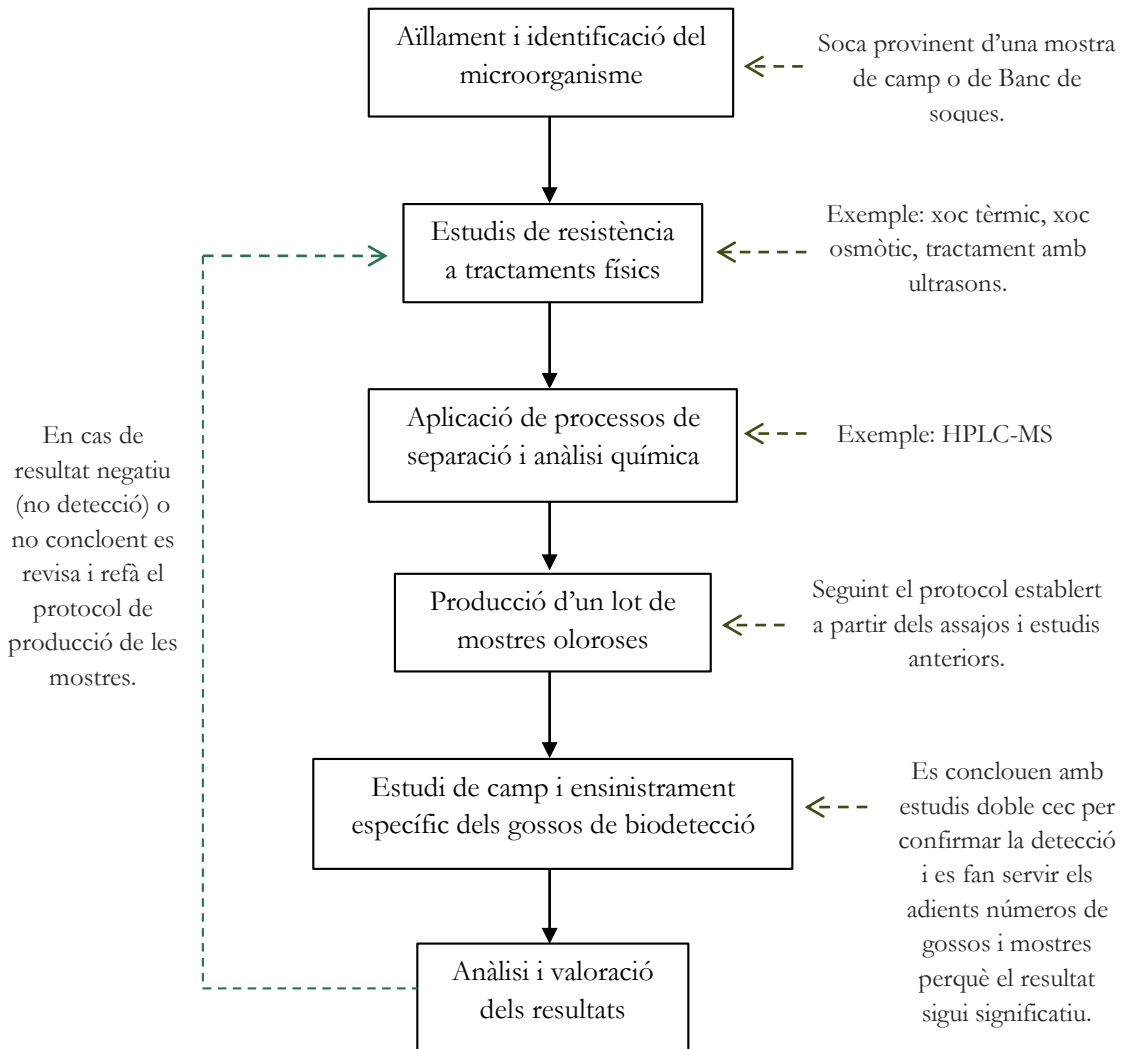 Aïllament i identificació del
microorganisme
Soca provinent d'una mostra
de camp o de Banc de
soques.
Estudis de resistència
a tractaments físics
Exemple: xoc tèrmic, xoc
osmòtic, tractament amb
ultrasons.
Aplicació de processos de
separació i anàlisi química
Exemple: HPLC-MS
En cas de
resultat negatiu
(no detecció) o
no concloent es
revisa i refà el
protocol de
producció de les
mostres.
Producció d'un lot de
mostres oloroses
Seguint el protocol establert
a partir dels assajos i estudis
anteriors.
Estudi de camp i ensinistrament
específic dels gossos de biodetecció
Es conclouen amb
estudis doble cec per
confirmar la detecció
i es fan servir els
adients números de
gossos i mostres
perquè el resultat
sigui significatiu.
Anàlisi i valoració
dels resultats